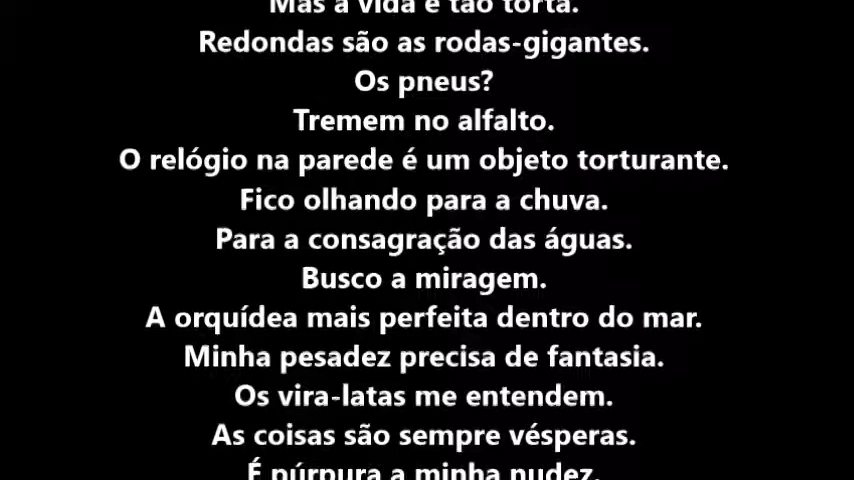 Mas a vida é tão torta.
Redondas são as rodas-gigantes.
Os pneus?
Tremem no alfalto.
O relógio na parede é um objeto torturante.
Fico olhando para a chuva.
Para a consagração das águas.
Busco a miragem.
A orquídea mais perfeita dentro do mar.
Minha pesadez precisa de fantasia.
Os vira-latas me entendem.
As coisas são sempre vésperas.
É púrpura a minha nudez.